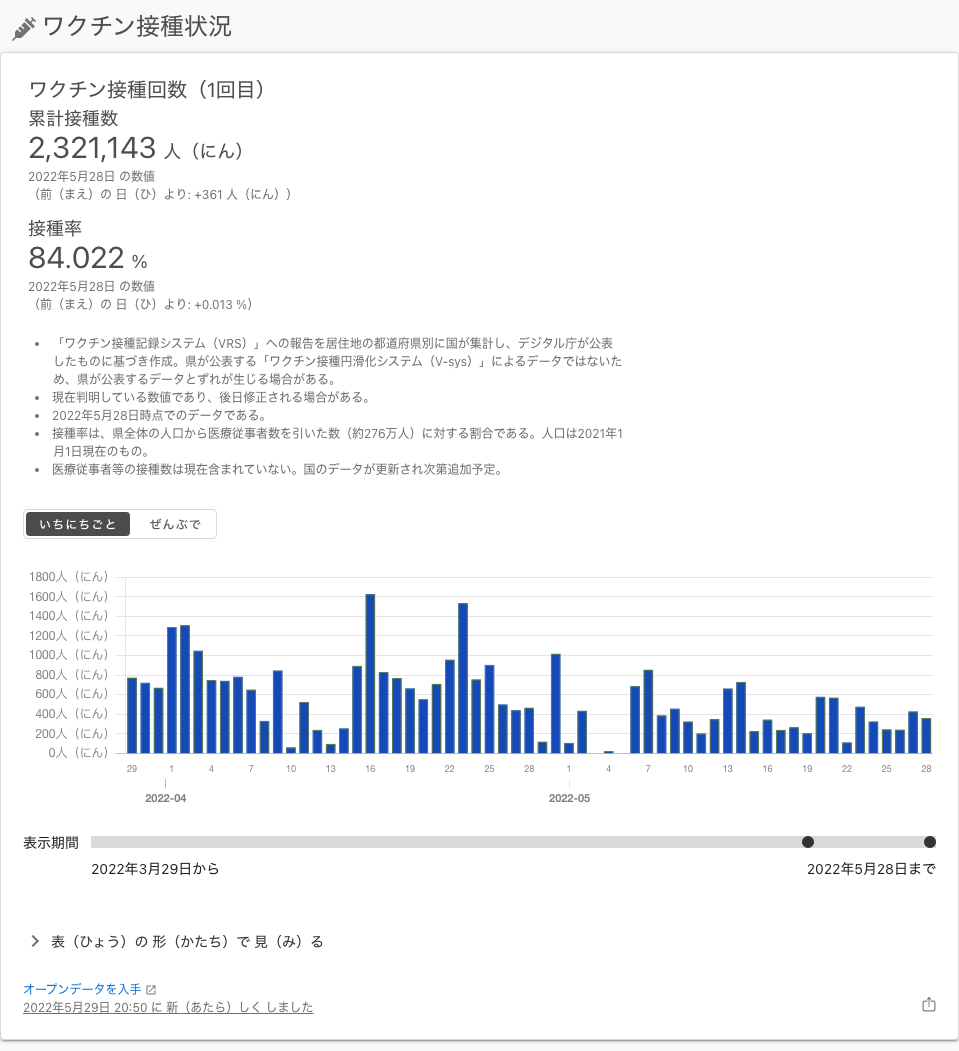 ワクチン接種状況
ワクチン接種回数（1回目）
累計接種数
2,321,143 人（にん）
2022年5月28日 の数値
（前（まえ）の 日（ひ）より: +361 人（にん））
接種率
84.022 %
2022年5月28日 の数値
（前（まえ）の 日（ひ）より: +0.013 %）
• 「ワクチン接種記録システム（VRS）」への報告を居住地の都道府県別に国が集計し、デジタル庁が公表
したものに基づき作成。県が公表する「ワクチン接種円滑化システム（V-sys）」によるデータではないた
め、県が公表するデータとずれが生じる場合がある。
• 現在判明している数値であり、後日修正される場合がある。
• 2022年5月28日時点でのデータである。
• 接種率は、県全体の人口から医療従事者数を引いた数（約276万人）に対する割合である。人口は2021年1
月1日現在のもの。
• 医療従事者等の接種数は現在含まれていない。国のデータが更新され次第追加予定。
いちにちごと ぜんぶで
1800人（にん）
1600人（にん）
1400人（にん）
1200人（にん）
1000人（にん）
800人（にん）
600人（にん）
400人（にん）
200人（にん）
0人（にん）
29 1 4 7 10 13 16 19 22 25 28 1 4 7 10 13 16 19 22 25 28
2022-04 2022-05
表示期間
2022年3月29日から 2022年5月28日まで
表（ひょう）の 形（かたち）で 見（み）る
オープンデータを入手
2022年5月29日 20:50 に 新（あたら）しく しました